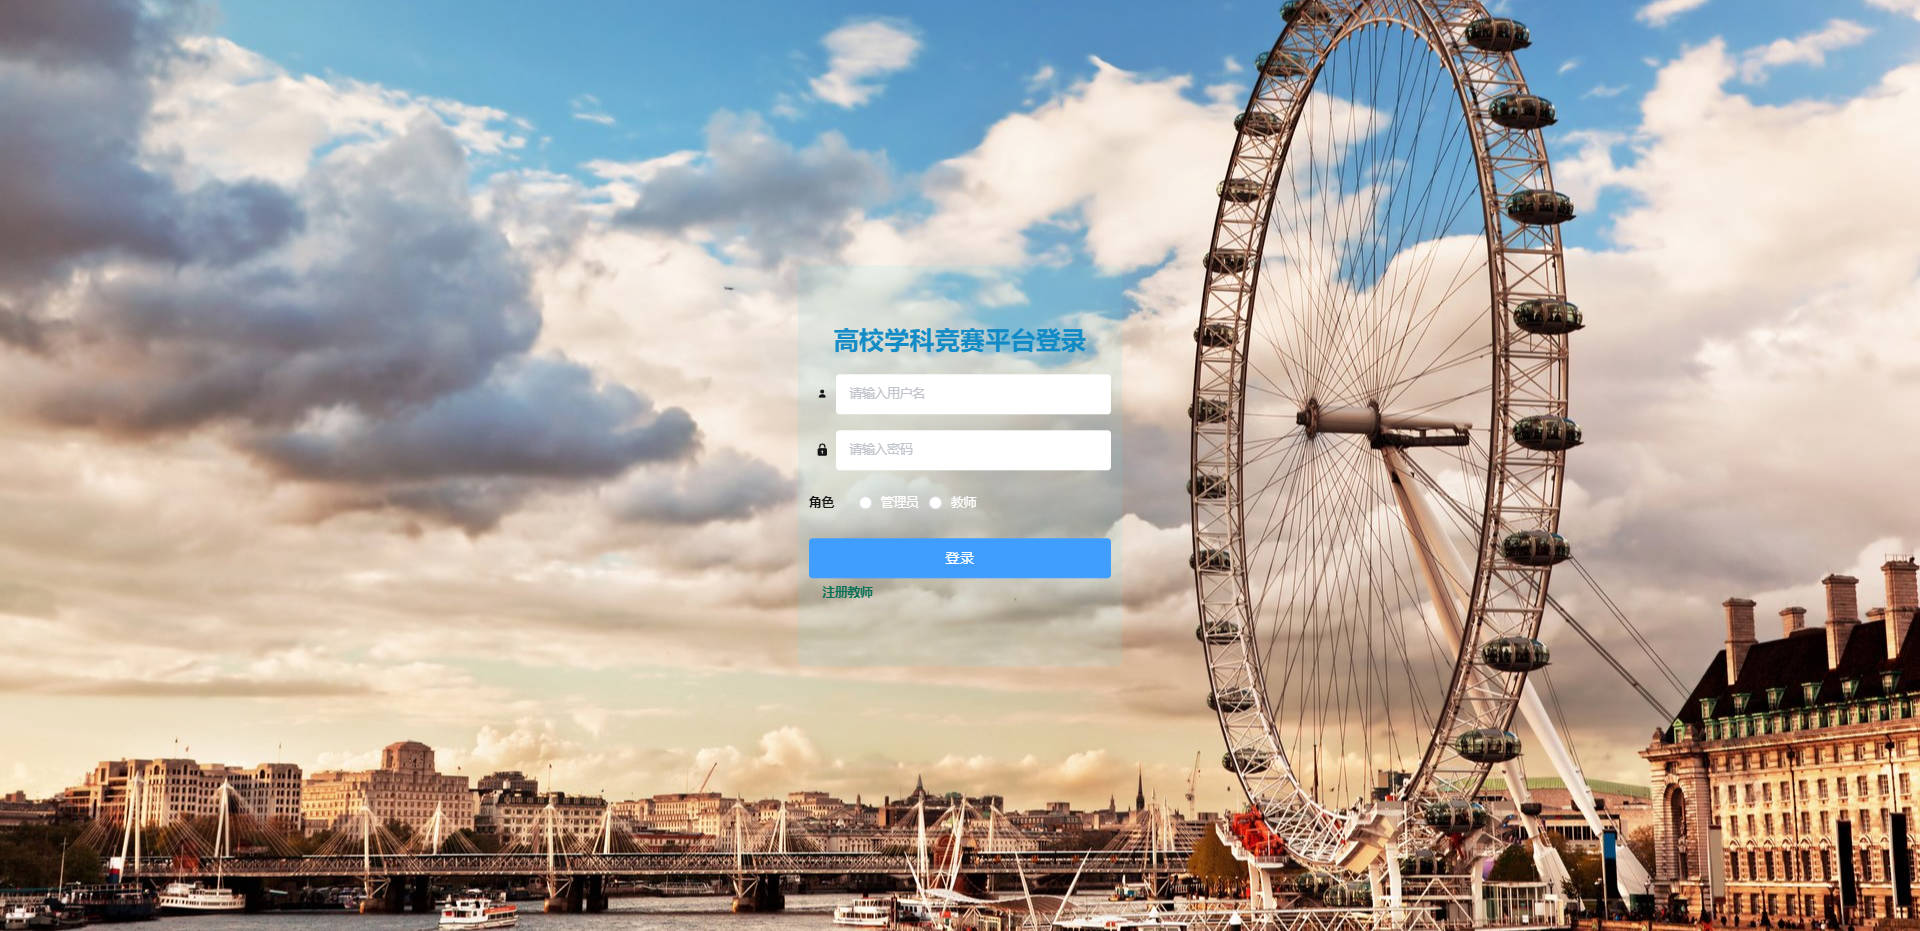 高校学科竞赛平台登录
请输入用户名
请输入密码
角色 管理员 教师
登录
注册教师